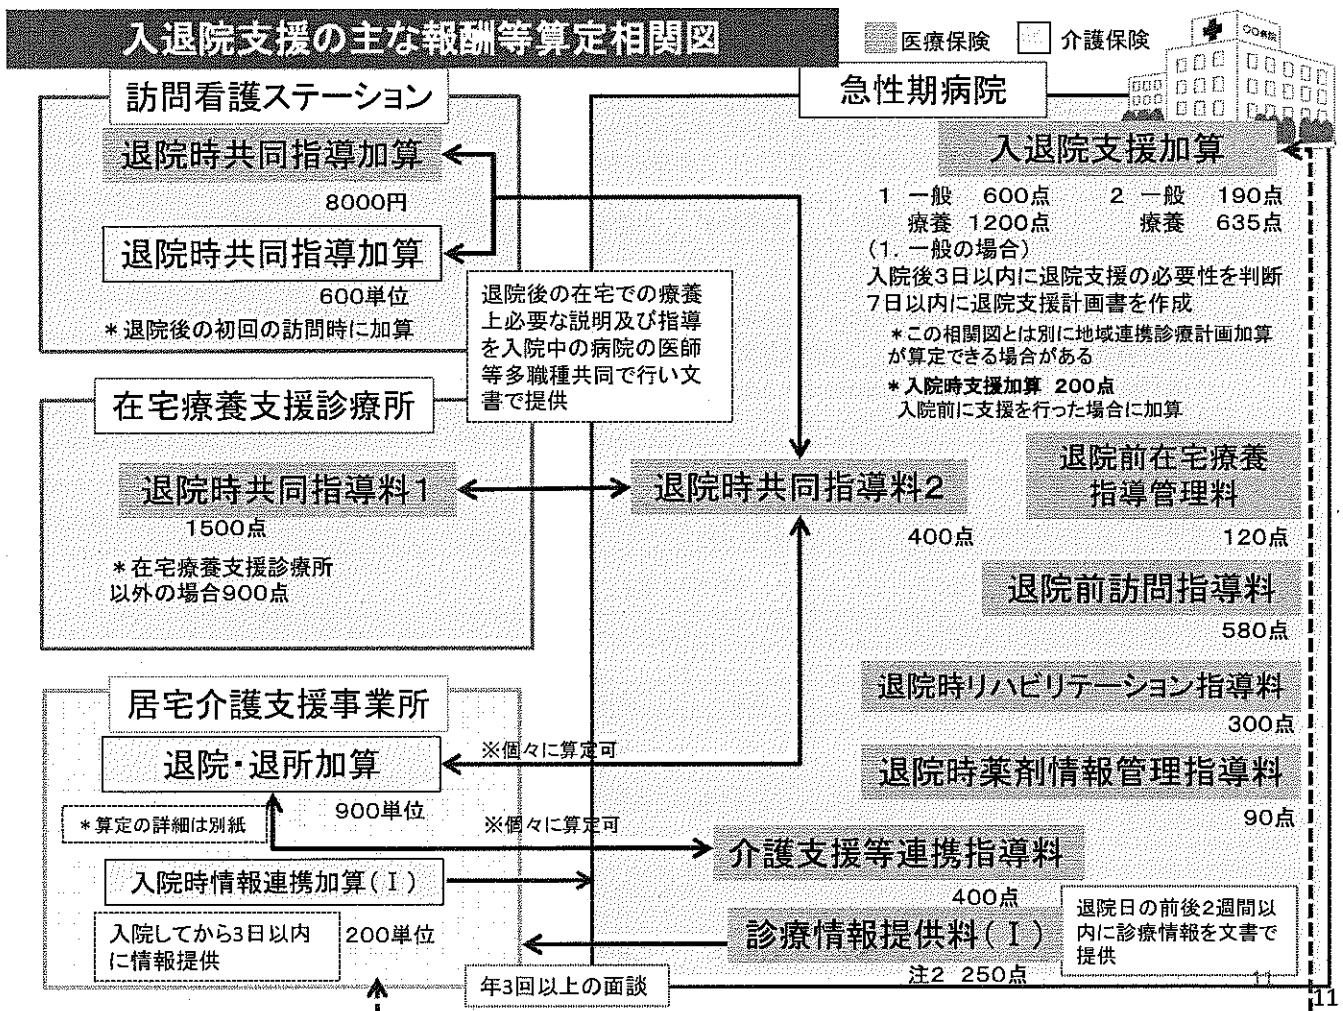 入退院支援の主な報酬等算定相関図
医療保険
介護保険
○○病院
訪問看護ステーション
退院時共同指導加算
8000円
退院時共同指導加算
600単位
*退院後の初回の訪問時に加算
在宅療養支援診療所
退院時共同指導料1
1500点
*在宅療養支援診療所
以外の場合900点
居宅介護支援事業所
退院・退所加算
900単位
*算定の詳細は別紙
入院時情報連携加算(Ⅰ)
入院してから3日以内
に情報提供
200単位
退院後の在宅での療養
上必要な説明及び指導
を入院中の病院の医師
等多職種共同で行い文
書で提供
※個々に算定可
※個々に算定可
年3回以上の面談
急性期病院
入退院支援加算
1 一般 600点 2 一般 190点
療養 1200点 療養 635点
(1. 一般の場合)
入院後3日以内に退院支援の必要性を判断
7日以内に退院支援計画書を作成
*この相関図とは別に地域連携診療計画加算
が算定できる場合がある
*入院時支援加算 200点
入院前に支援を行った場合に加算
退院時共同指導料2
400点
退院前在宅療養
指導管理料
120点
退院前訪問指導料
580点
退院時リハビリテーション指導料
300点
退院時薬剤情報管理指導料
90点
介護支援等連携指導料
400点
診療情報提供料(Ⅰ)
注2 250点
退院日の前後2週間以
内に診療情報を文書で
提供
11
11